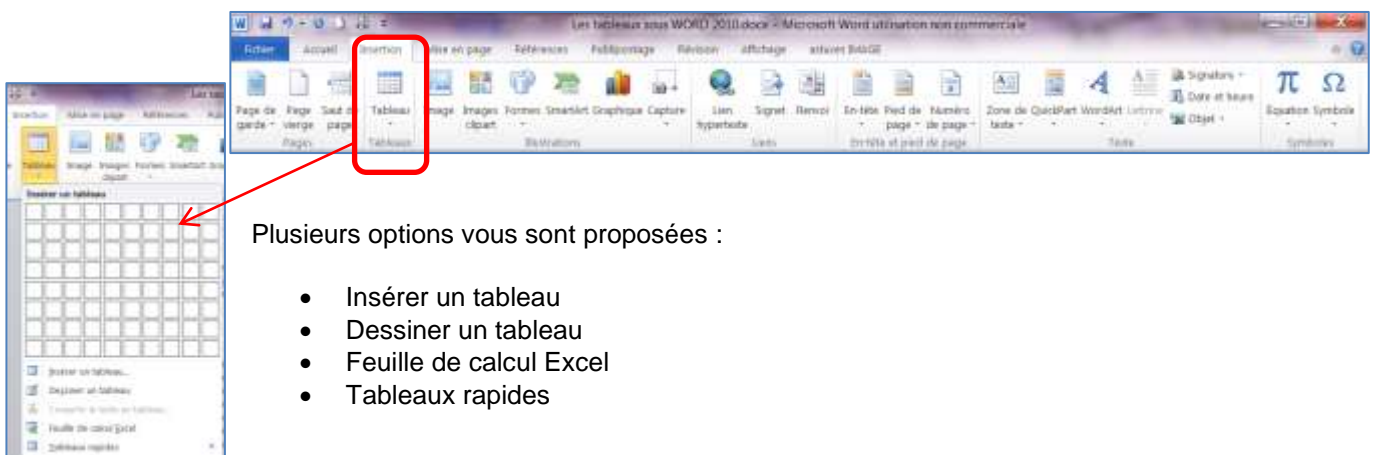 Les tableaux sous WORD 2010.docx - Microsoft Word utilisation non commerciale
Fichier Accueil Insertion Mise en page Références Publipostage Révision Affichage astuces
Page de garde Page vierge Saut de page Tableau Image Images clipart Formes SmartArt Graphique Capture Lien hypertexte Signet Renvoi En-tête Pied de page Numéro de page Zone de texte QuickPart WordArt Lettrine Signature Date et heure Objet Equation Symbole
Pages Tableaux Illustrations Liens En-tête et pied de page Texte Symboles
Insertion Mise en page Références
Tableau Image Images clipart Formes SmartArt
Insérer un tableau
Insérer un tableau...
Dessiner un tableau
Convertir le texte en tableau...
Feuille de calcul Excel
Tableaux rapides
Plusieurs options vous sont proposées :
• Insérer un tableau
• Dessiner un tableau
• Feuille de calcul Excel
• Tableaux rapides